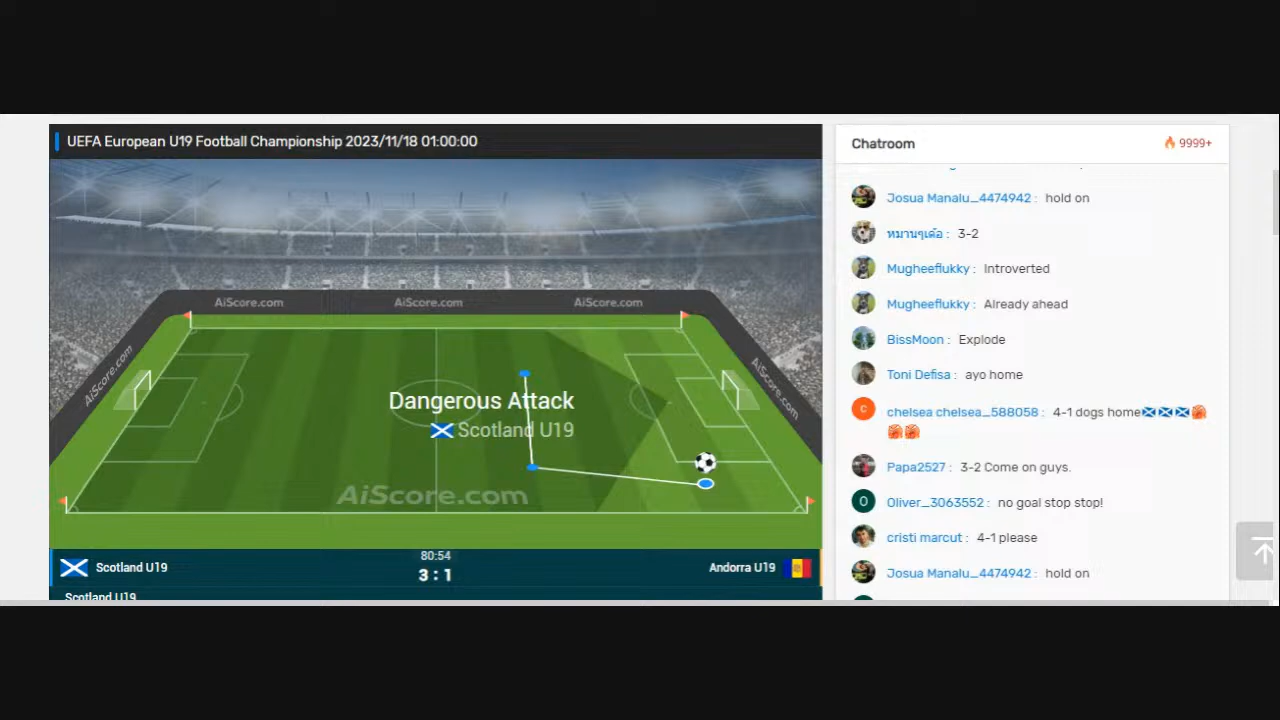 UEFA European U19 Football Championship 2023/11/18 01:00:00
AiScore.com AiScore.com AiScore.com
AiScore.com
AiScore.com
Dangerous Attack
Scotland U19
AiScore.com
80:54
Scotland U19
3 : 1
Andorra U19
Scotland U19
Chatroom
9999+
Josua Manalu_4474942 : hold on
หมานๆเด้อ : 3-2
Mugheeflukky : Introverted
Mugheeflukky : Already ahead
BissMoon : Explode
Toni Defisa : ayo home
C
chelsea chelsea_588058 : 4-1 dogs home
Papa2527 : 3-2 Come on guys.
O
Oliver_3063552 : no goal stop stop!
cristi marcut : 4-1 please
Josua Manalu_4474942 : hold on